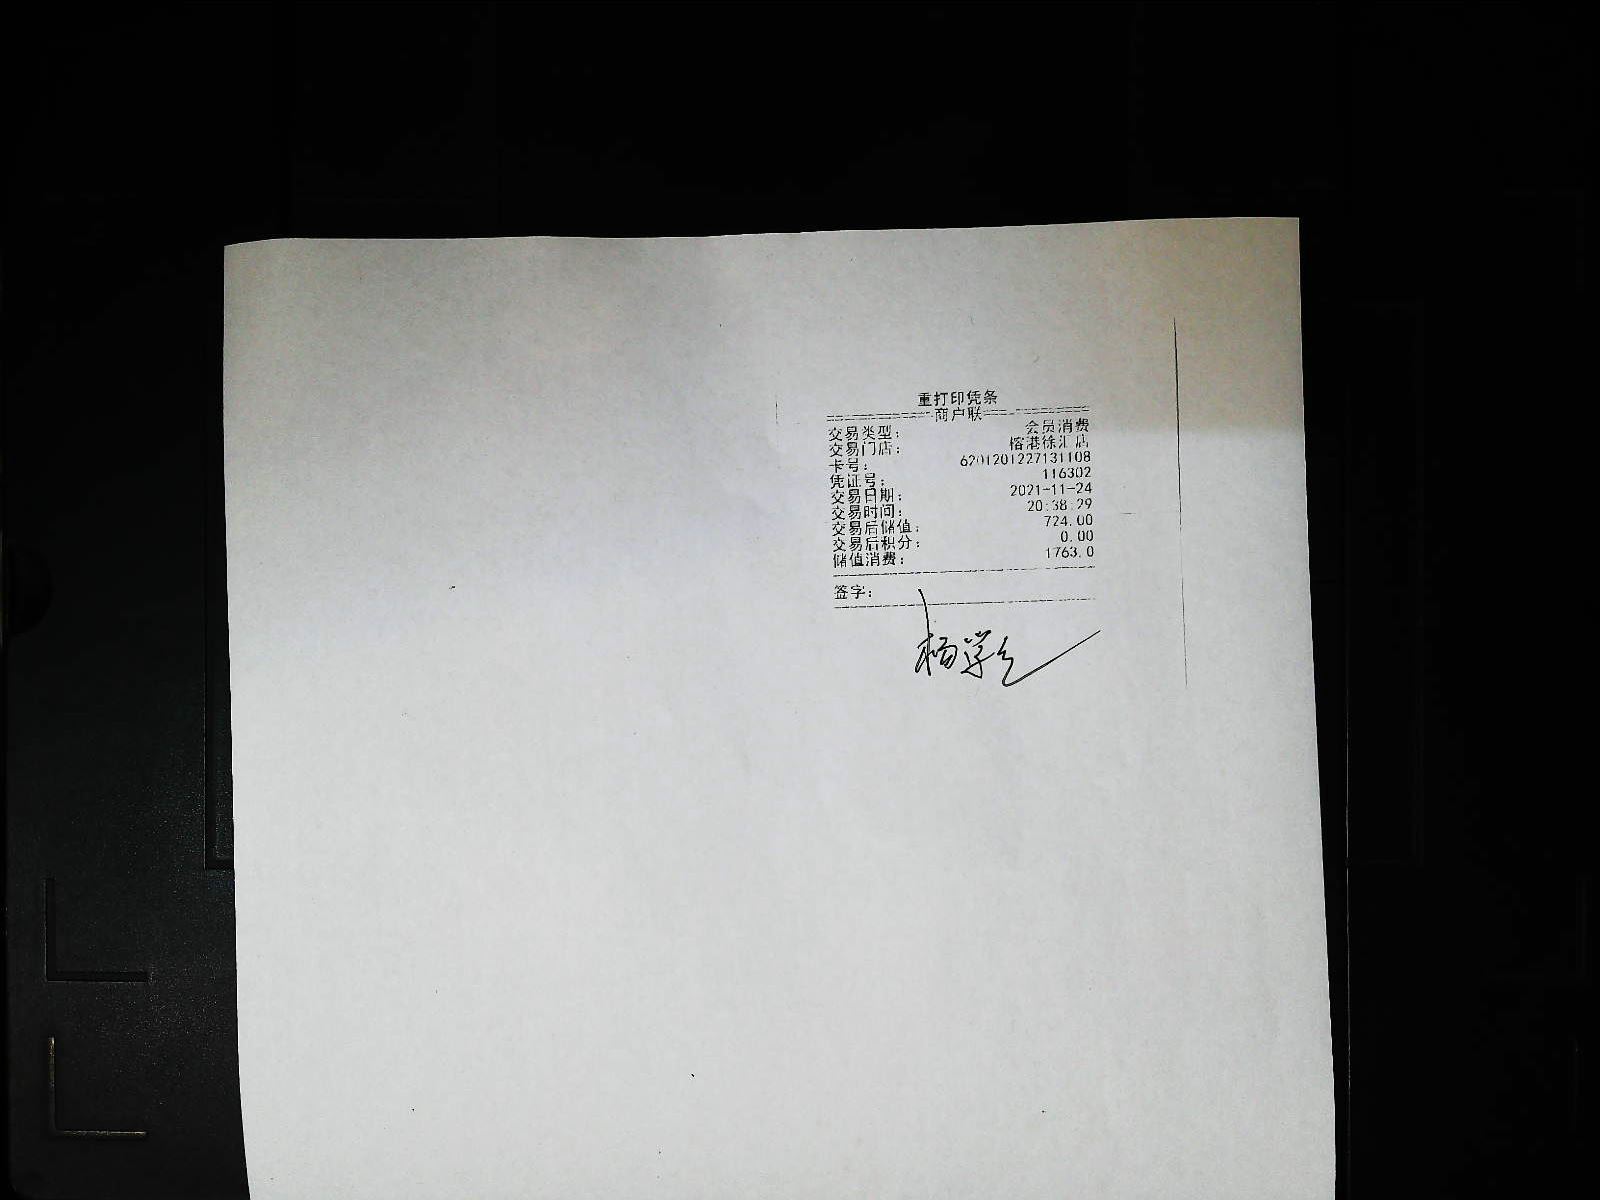 重打印凭条
================商户联================
交易类型： 会员消费
交易门店： 榕港徐汇店
卡号： 6201201227131108
凭证号： 116302
交易日期： 2021-11-24
交易时间： 20:38:29
交易后储值： 724.00
交易后积分： 0.00
储值消费： 1763.0
签字：
杨